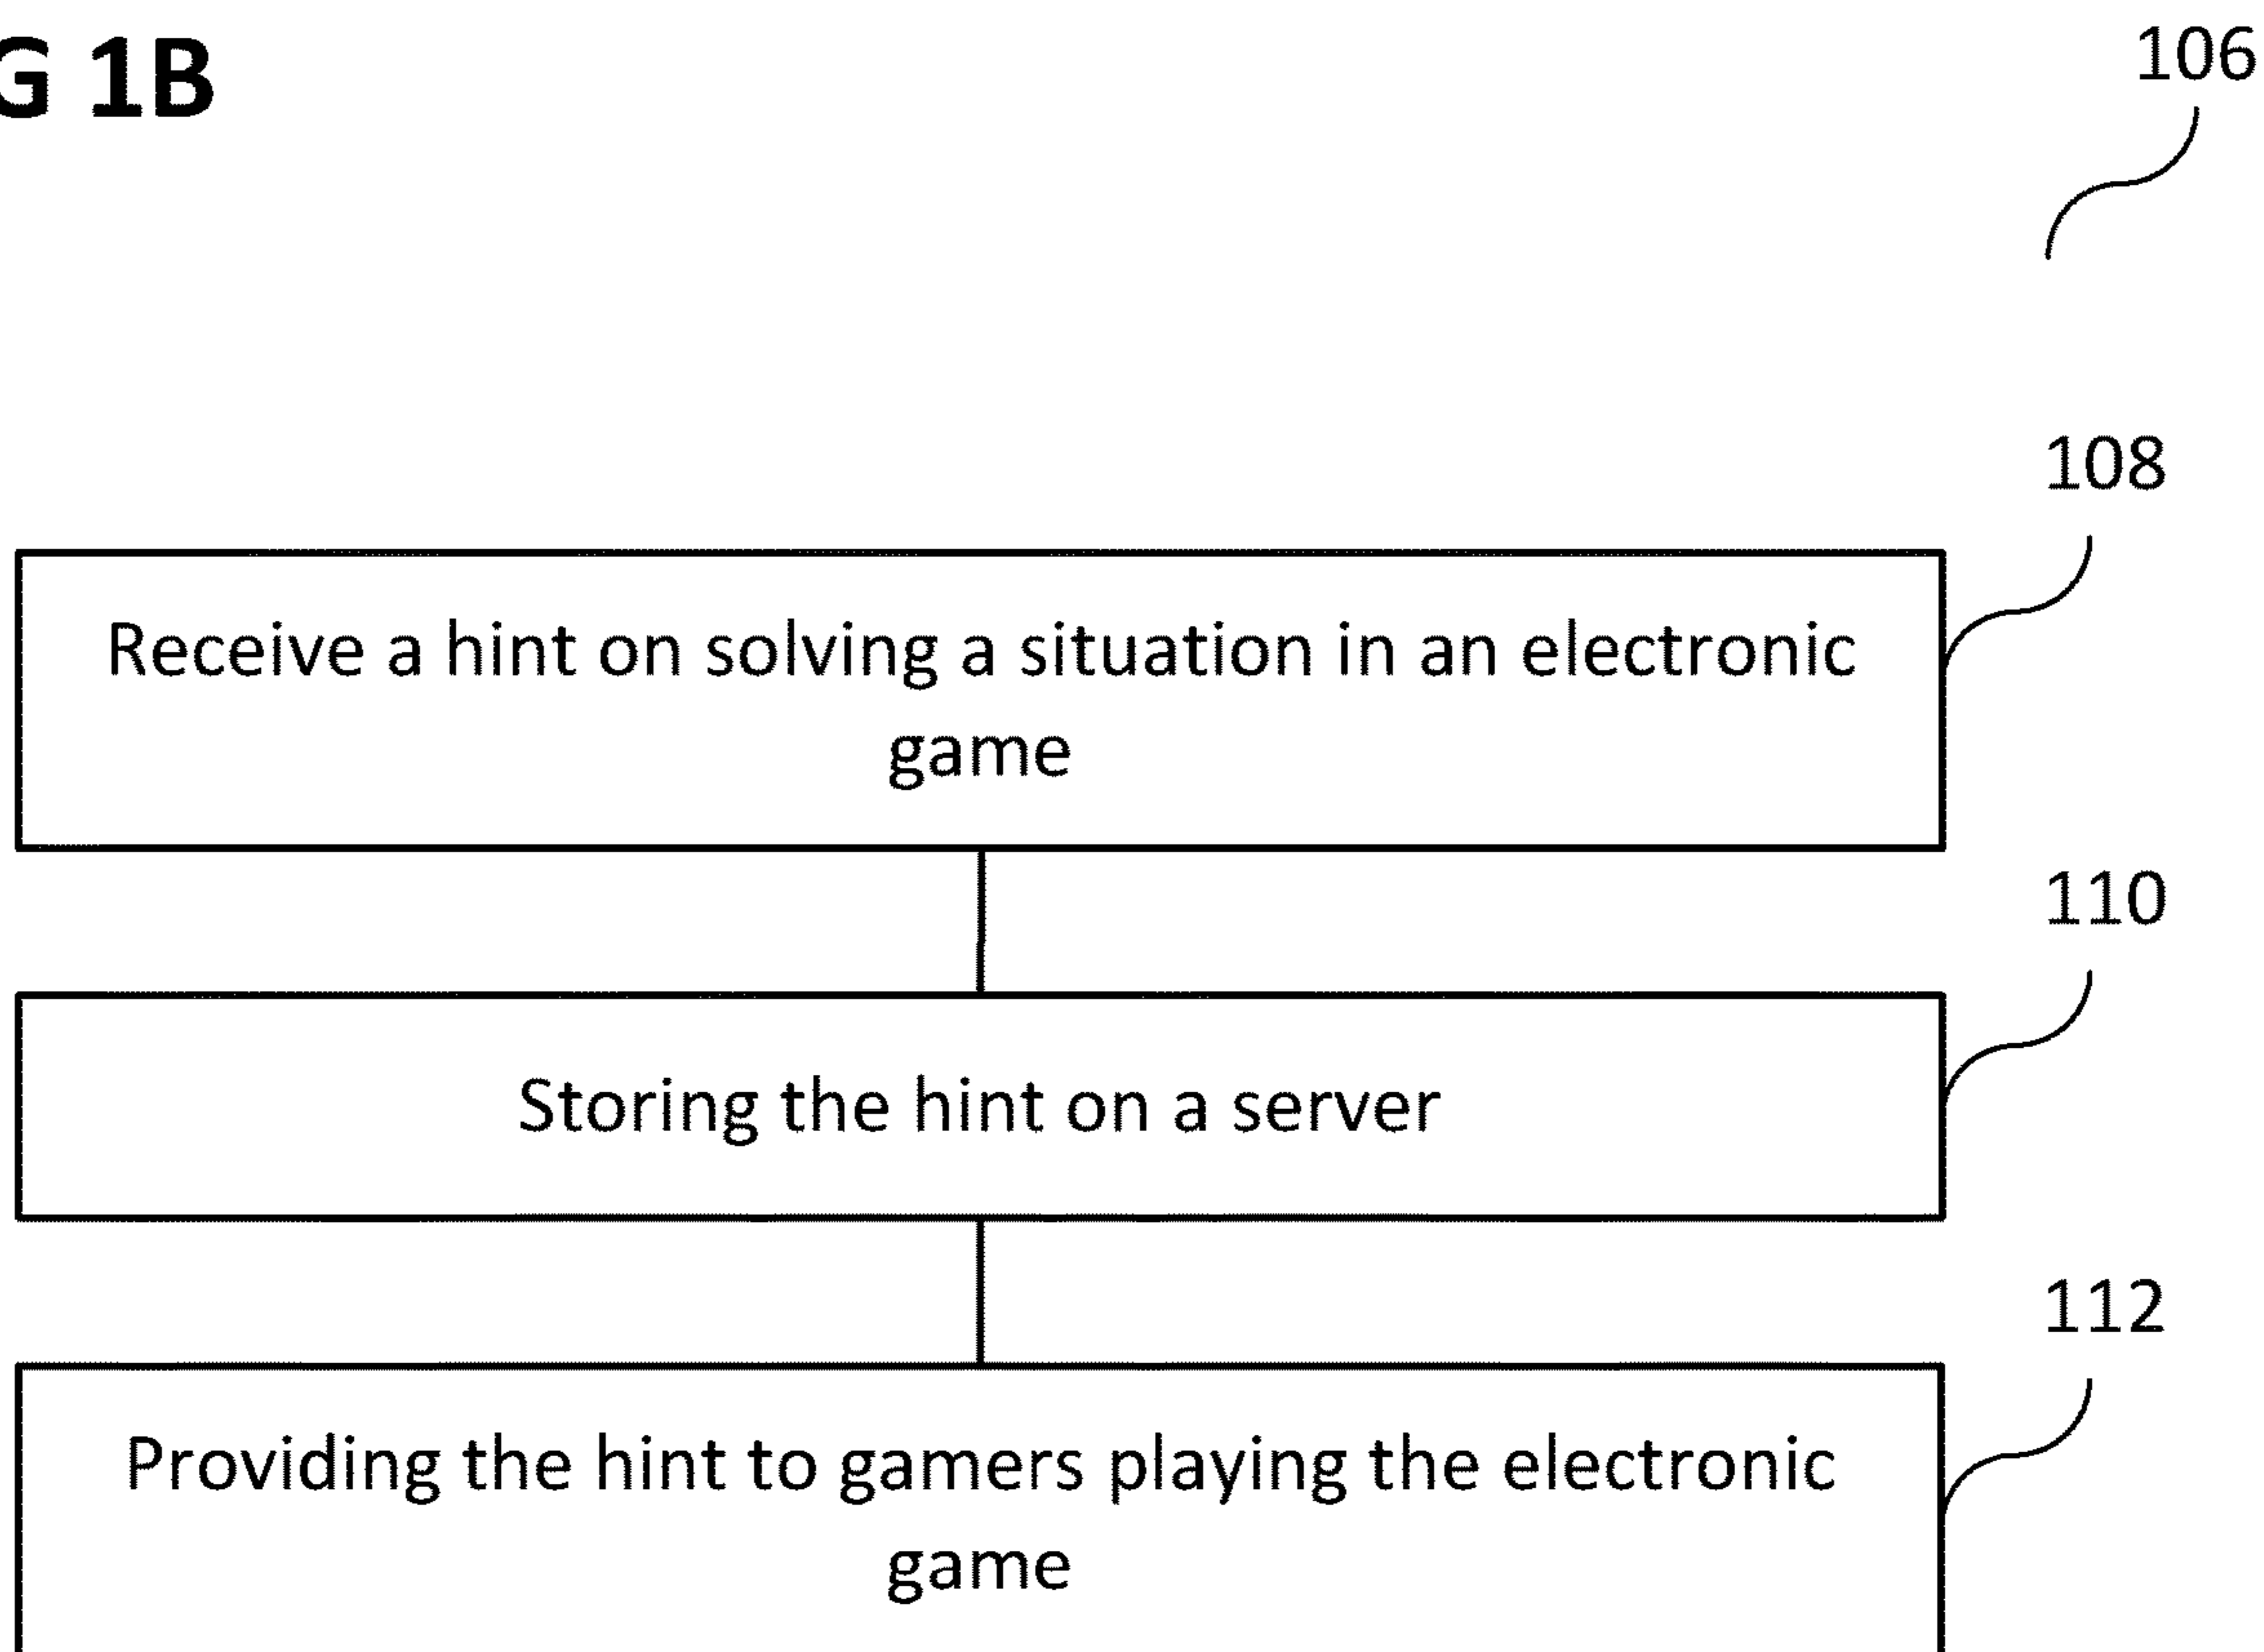 G 1B
106
108
Receive a hint on solving a situation in an electronic
game
110
Storing the hint on a server
112
Providing the hint to gamers playing the electronic
game